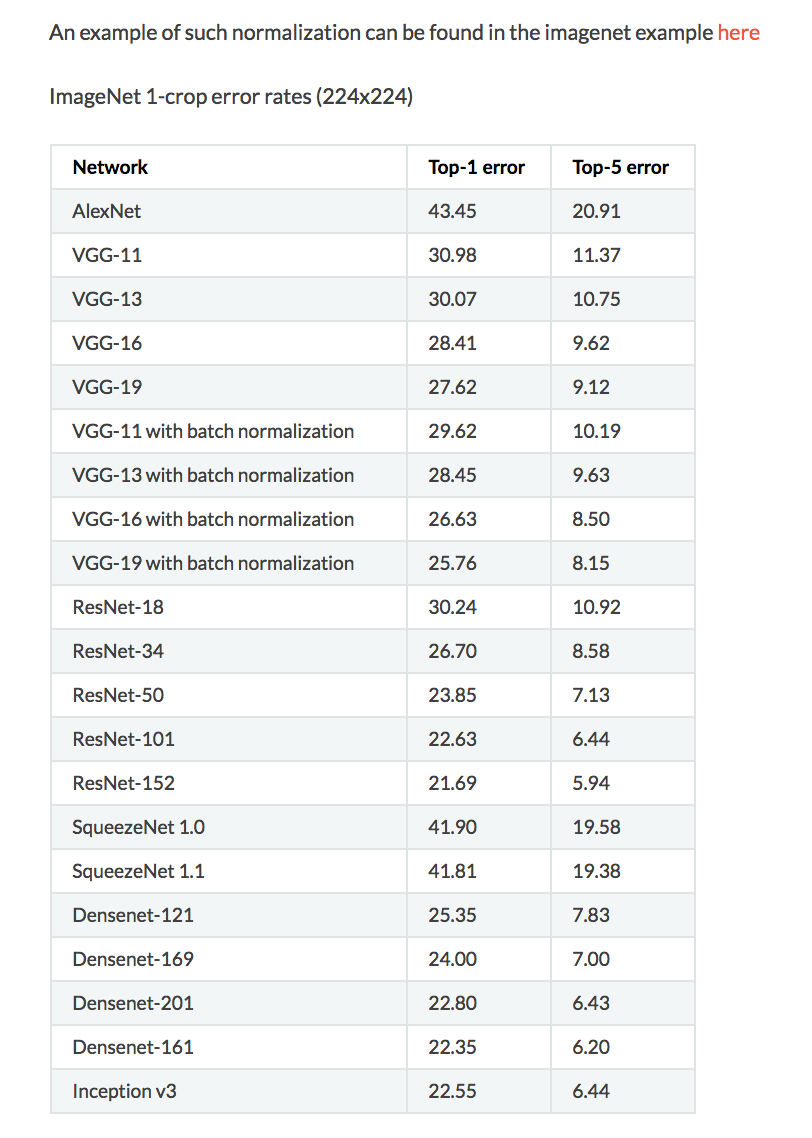 An example of such normalization can be found in the imagenet example here
ImageNet 1-crop error rates (224x224)
Network Top-1 error Top-5 error
AlexNet 43.45 20.91
VGG-11 30.98 11.37
VGG-13 30.07 10.75
VGG-16 28.41 9.62
VGG-19 27.62 9.12
VGG-11 with batch normalization 29.62 10.19
VGG-13 with batch normalization 28.45 9.63
VGG-16 with batch normalization 26.63 8.50
VGG-19 with batch normalization 25.76 8.15
ResNet-18 30.24 10.92
ResNet-34 26.70 8.58
ResNet-50 23.85 7.13
ResNet-101 22.63 6.44
ResNet-152 21.69 5.94
SqueezeNet 1.0 41.90 19.58
SqueezeNet 1.1 41.81 19.38
Densenet-121 25.35 7.83
Densenet-169 24.00 7.00
Densenet-201 22.80 6.43
Densenet-161 22.35 6.20
Inception v3 22.55 6.44